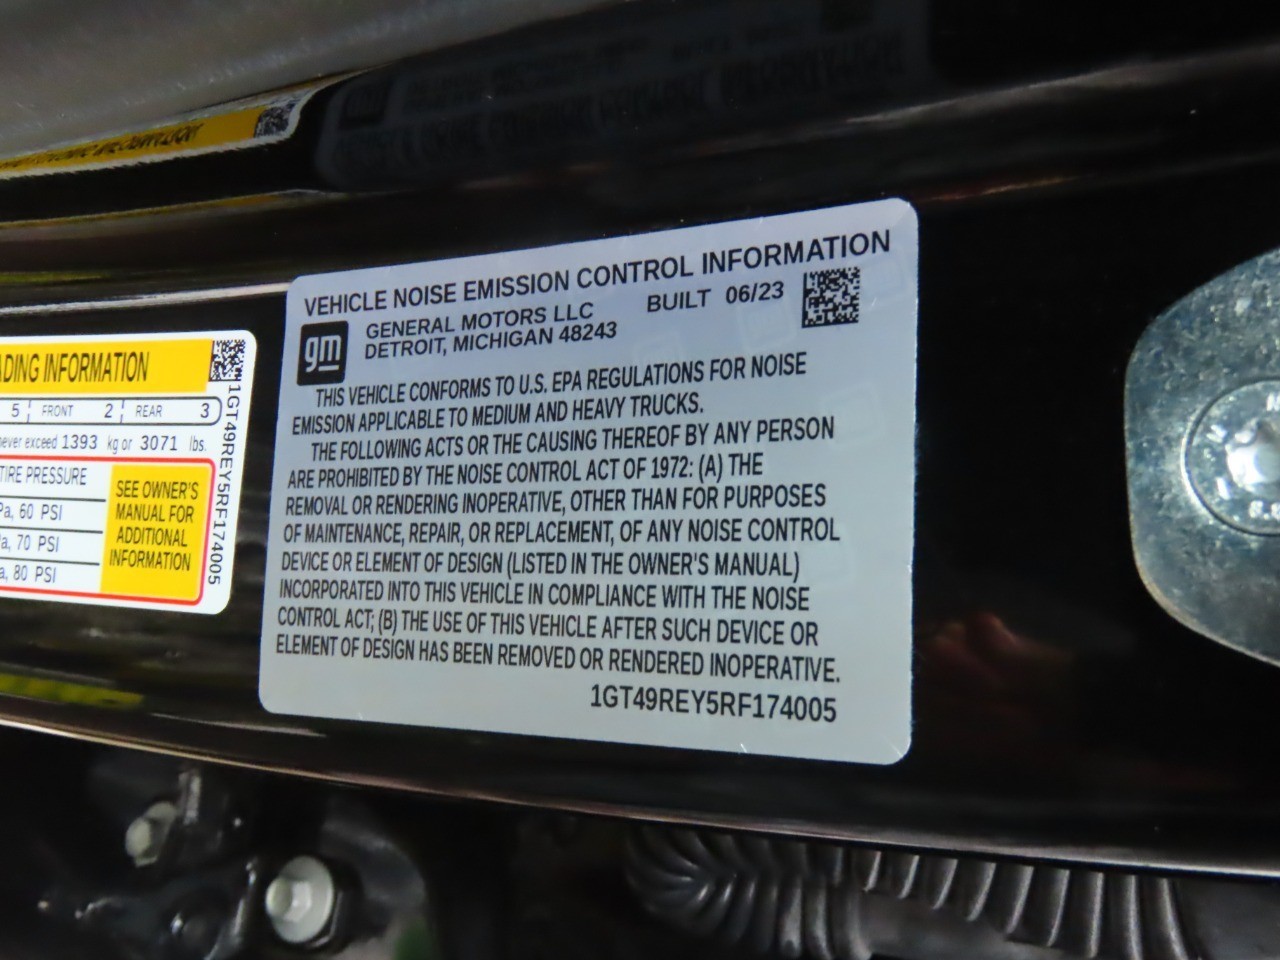 VEHICLE NOISE EMISSION CONTROL INFORMATION
gm
GENERAL MOTORS LLC BUILT 06/23
DETROIT, MICHIGAN 48243
THIS VEHICLE CONFORMS TO U.S. EPA REGULATIONS FOR NOISE
EMISSION APPLICABLE TO MEDIUM AND HEAVY TRUCKS.
THE FOLLOWING ACTS OR THE CAUSING THEREOF BY ANY PERSON
ARE PROHIBITED BY THE NOISE CONTROL ACT OF 1972: (A) THE
REMOVAL OR RENDERING INOPERATIVE, OTHER THAN FOR PURPOSES
OF MAINTENANCE, REPAIR, OR REPLACEMENT, OF ANY NOISE CONTROL
DEVICE OR ELEMENT OF DESIGN (LISTED IN THE OWNER'S MANUAL)
INCORPORATED INTO THIS VEHICLE IN COMPLIANCE WITH THE NOISE
CONTROL ACT; (B) THE USE OF THIS VEHICLE AFTER SUCH DEVICE OR
ELEMENT OF DESIGN HAS BEEN REMOVED OR RENDERED INOPERATIVE.
1GT49REY5RF174005
ADING INFORMATION
5 FRONT 2 REAR 3
never exceed 1393 kg or 3071 lbs.
TIRE PRESSURE
Pa, 60 PSI
Pa, 70 PSI
a, 80 PSI
SEE OWNER'S
MANUAL FOR
ADDITIONAL
INFORMATION
1GT49REY5RF174005